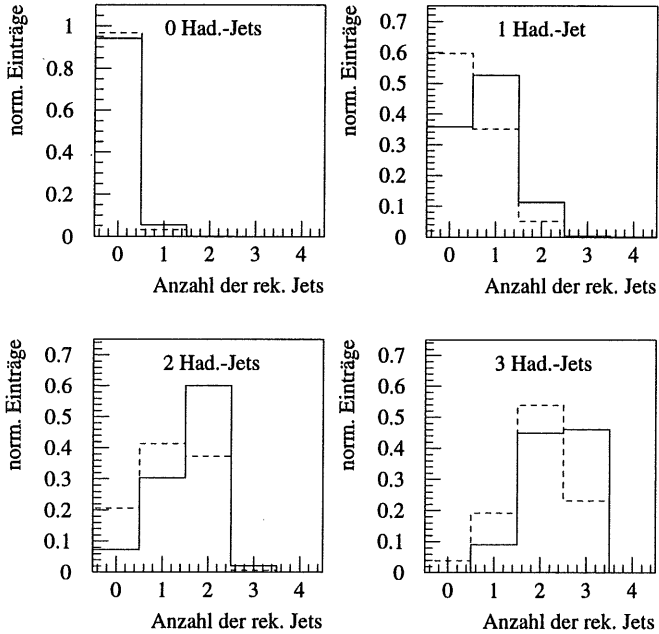 0 Had.-Jets
norm. Einträge
1
0.8
0.6
0.4
0.2
0
0 1 2 3 4
Anzahl der rek. Jets
1 Had.-Jet
norm. Einträge
0.7
0.6
0.5
0.4
0.3
0.2
0.1
0
0 1 2 3 4
Anzahl der rek. Jets
2 Had.-Jets
norm. Einträge
0.7
0.6
0.5
0.4
0.3
0.2
0.1
0
0 1 2 3 4
Anzahl der rek. Jets
3 Had.-Jets
norm. Einträge
0.7
0.6
0.5
0.4
0.3
0.2
0.1
0
0 1 2 3 4
Anzahl der rek. Jets